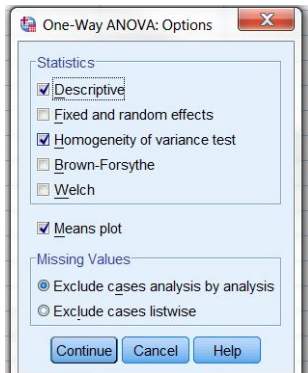 One-Way ANOVA: Options
Statistics
Descriptive
Fixed and random effects
Homogeneity of variance test
Brown-Forsythe
Welch
Means plot
Missing Values
Exclude cases analysis by analysis
Exclude cases listwise
Continue Cancel Help